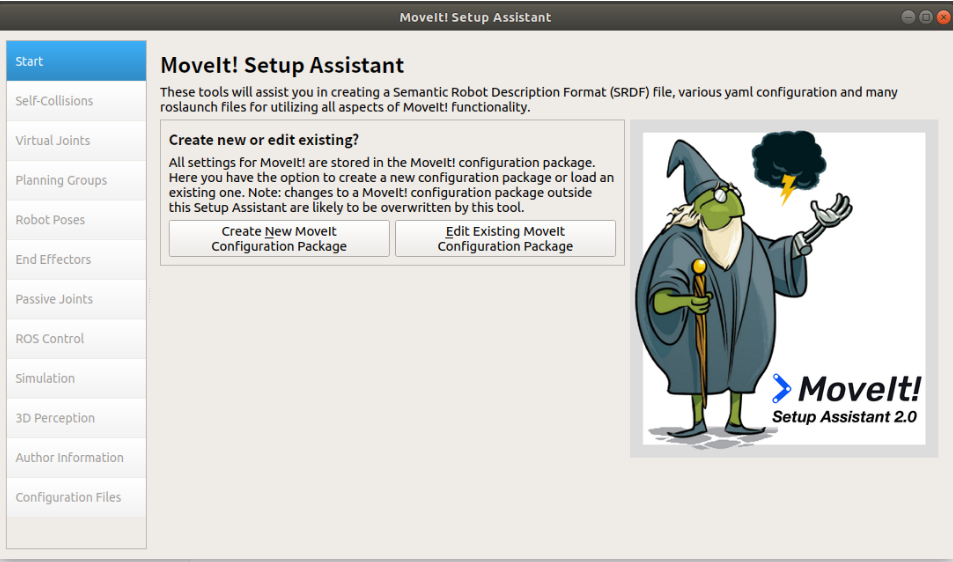 MoveIt! Setup Assistant
Start
Self-Collisions
Virtual Joints
Planning Groups
Robot Poses
End Effectors
Passive Joints
ROS Control
Simulation
3D Perception
Author Information
Configuration Files
MoveIt! Setup Assistant
These tools will assist you in creating a Semantic Robot Description Format (SRDF) file, various yaml configuration and many
roslaunch files for utilizing all aspects of MoveIt! functionality.
Create new or edit existing?
All settings for MoveIt! are stored in the MoveIt! configuration package.
Here you have the option to create a new configuration package or load an
existing one. Note: changes to a MoveIt! configuration package outside
this Setup Assistant are likely to be overwritten by this tool.
Create New MoveIt
Configuration Package
Edit Existing MoveIt
Configuration Package
MoveIt!
Setup Assistant 2.0